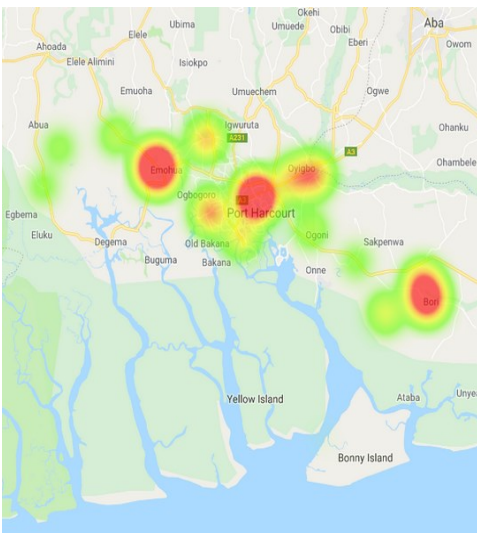 Okehi
Ubima
Umuede
Aba
Elele
Obibi
Ahoada
Eberi
Owom
Elele Alimini
Isiokpo
Ogwe
Emuoha
Umuechem
Abua
Igwuruta
Ohanku
A231
A3
Ohambele
Emohua
Oyigbo
Ogbogoro
A3
Port Harcourt
Egbema
Eluku
Ogoni
Degema
Old Bakana
Sakpenwa
Buguma
Bakana
Onne
Bori
Yellow Island
Ataba
Unye
Bonny Island